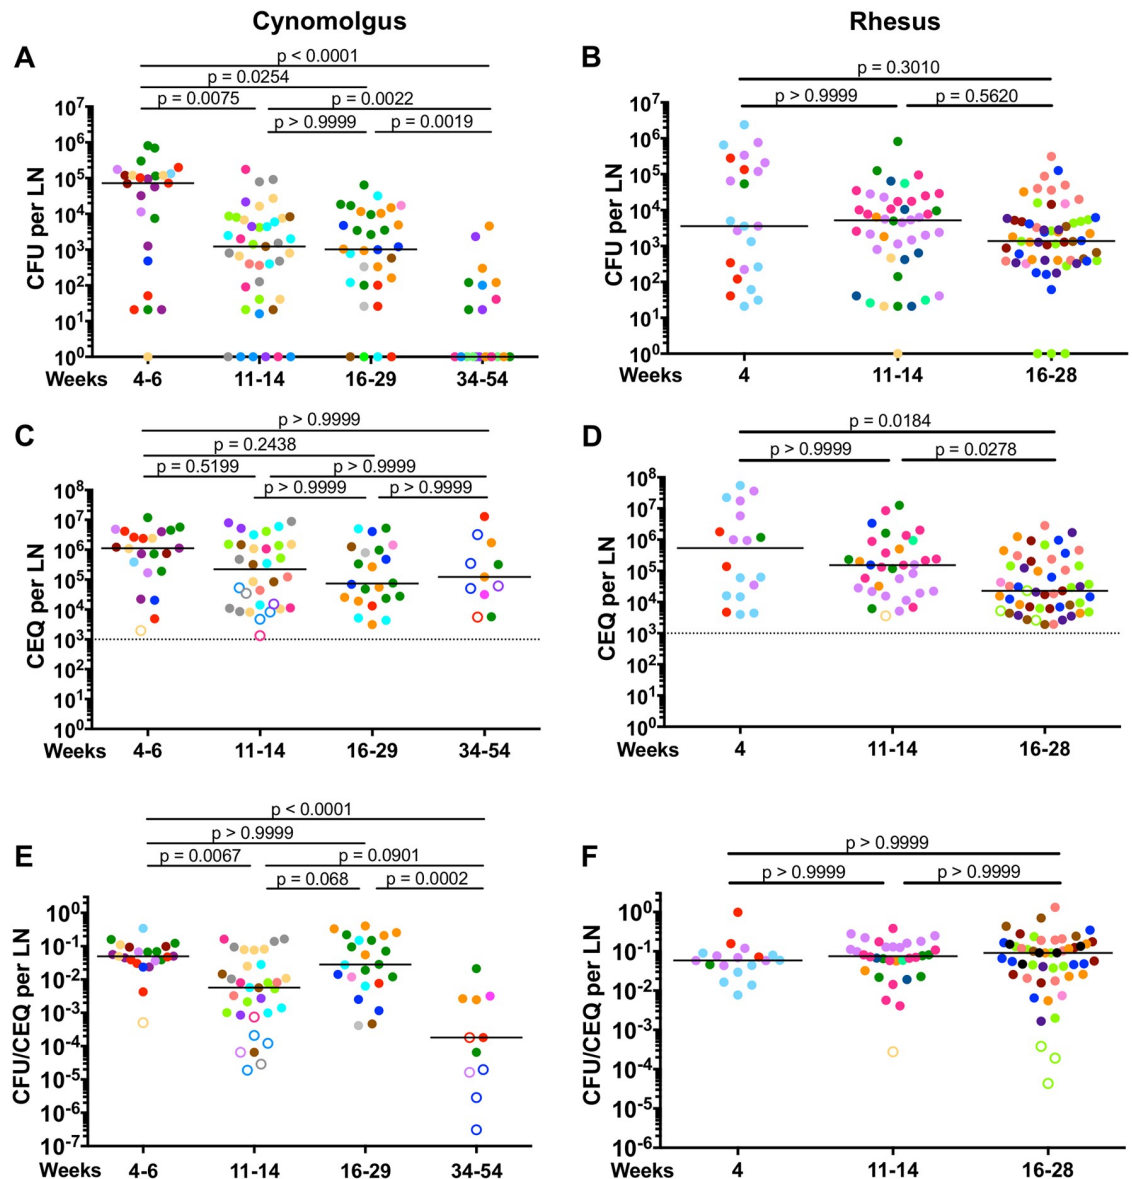 Cynomolgus
Rhesus
A
p < 0.0001
p = 0.0254
p = 0.0075
p = 0.0022
p > 0.9999
p = 0.0019
CFU per LN
10⁷
10⁶
10⁵
10⁴
10³
10²
10¹
10⁰
Weeks 4-6 11-14 16-29 34-54
B
p = 0.3010
p > 0.9999
p = 0.5620
CFU per LN
10⁷
10⁶
10⁵
10⁴
10³
10²
10¹
10⁰
Weeks 4 11-14 16-28
C
p > 0.9999
p = 0.2438
p = 0.5199
p > 0.9999
p > 0.9999
p > 0.9999
CEQ per LN
10⁸
10⁷
10⁶
10⁵
10⁴
10³
10²
10¹
10⁰
Weeks 4-6 11-14 16-29 34-54
D
p = 0.0184
p > 0.9999
p = 0.0278
CEQ per LN
10⁸
10⁷
10⁶
10⁵
10⁴
10³
10²
10¹
10⁰
Weeks 4 11-14 16-28
E
p < 0.0001
p > 0.9999
p = 0.0067
p = 0.0901
p = 0.068
p = 0.0002
CFU/CEQ per LN
10⁰
10⁻¹
10⁻²
10⁻³
10⁻⁴
10⁻⁵
10⁻⁶
10⁻⁷
Weeks 4-6 11-14 16-29 34-54
F
p > 0.9999
p > 0.9999
p > 0.9999
CFU/CEQ per LN
10⁰
10⁻¹
10⁻²
10⁻³
10⁻⁴
10⁻⁵
10⁻⁶
Weeks 4 11-14 16-28